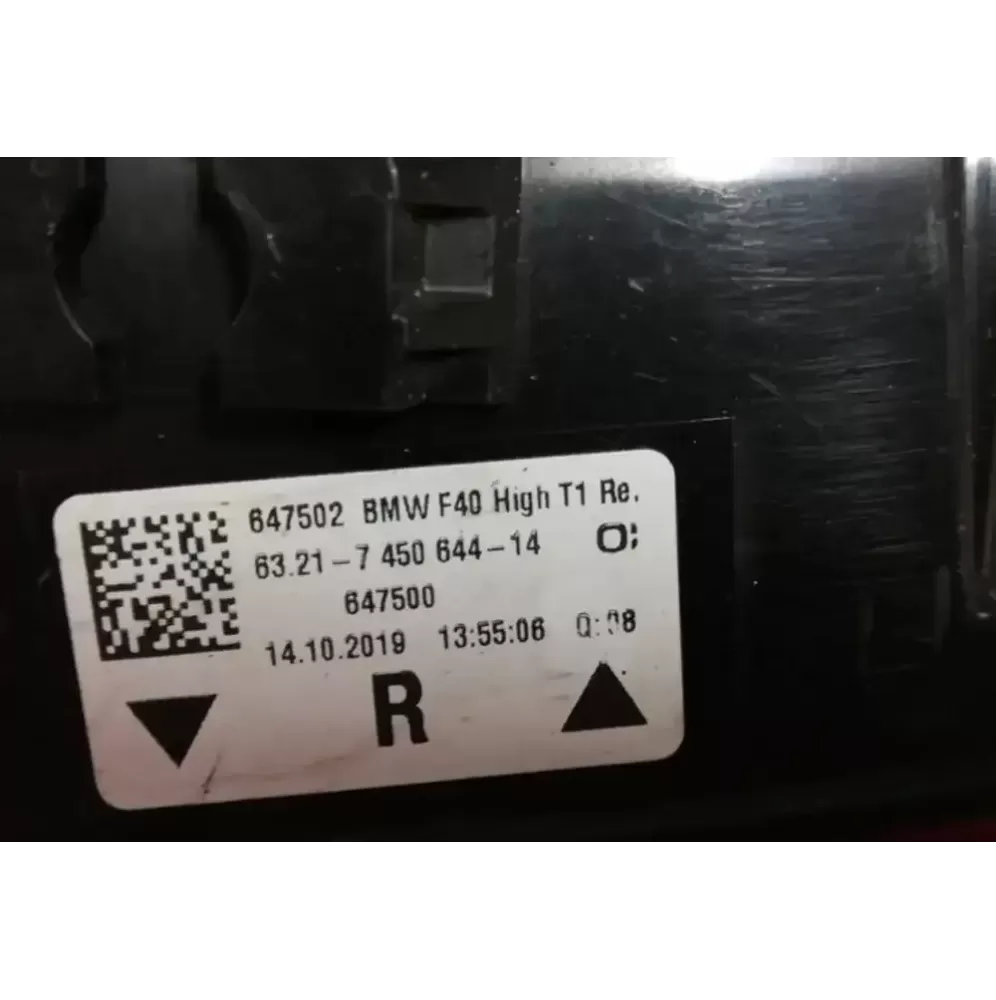 647502 BMW F40 High T1 Re.
63.21-7 450 644-14 O;
647500
14.10.2019 13:55:06
R